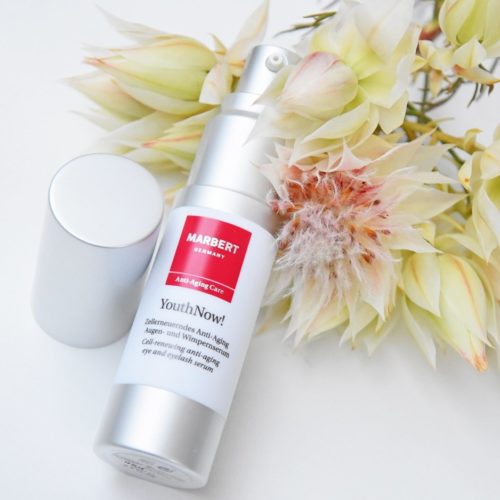 MARBERT
GERMANY
Anti-Aging Care
YouthNow!
Zellerneuerndes Anti-Aging
Augen- und Wimpernserum
Cell-renewing anti-aging
eye and eyelash serum